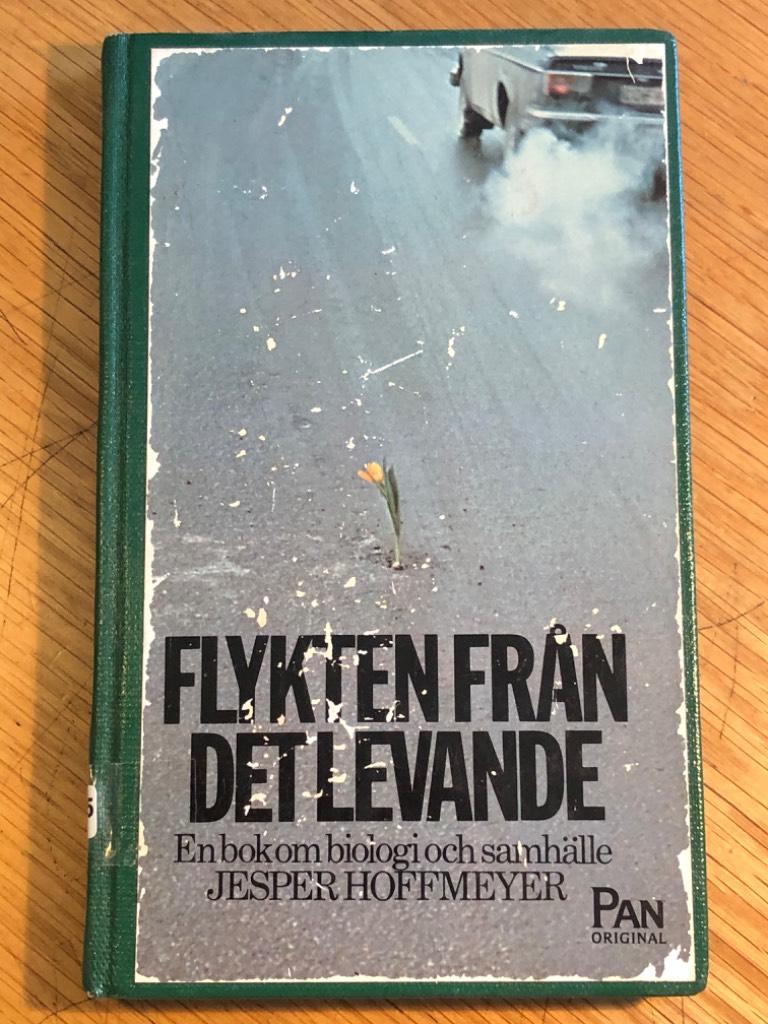 FLYKTEN FRÅN
DET LEVANDE
En bok om biologi och samhälle
JESPER HOFFMEYER
PAN
ORIGINAL